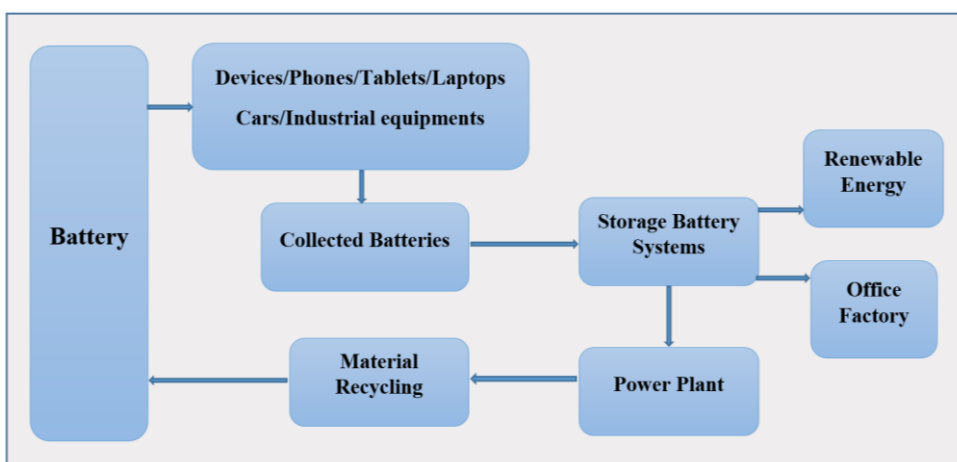 Battery
Devices/Phones/Tablets/Laptops
Cars/Industrial equipments
Collected Batteries
Storage Battery
Systems
Renewable
Energy
Office
Factory
Power Plant
Material
Recycling